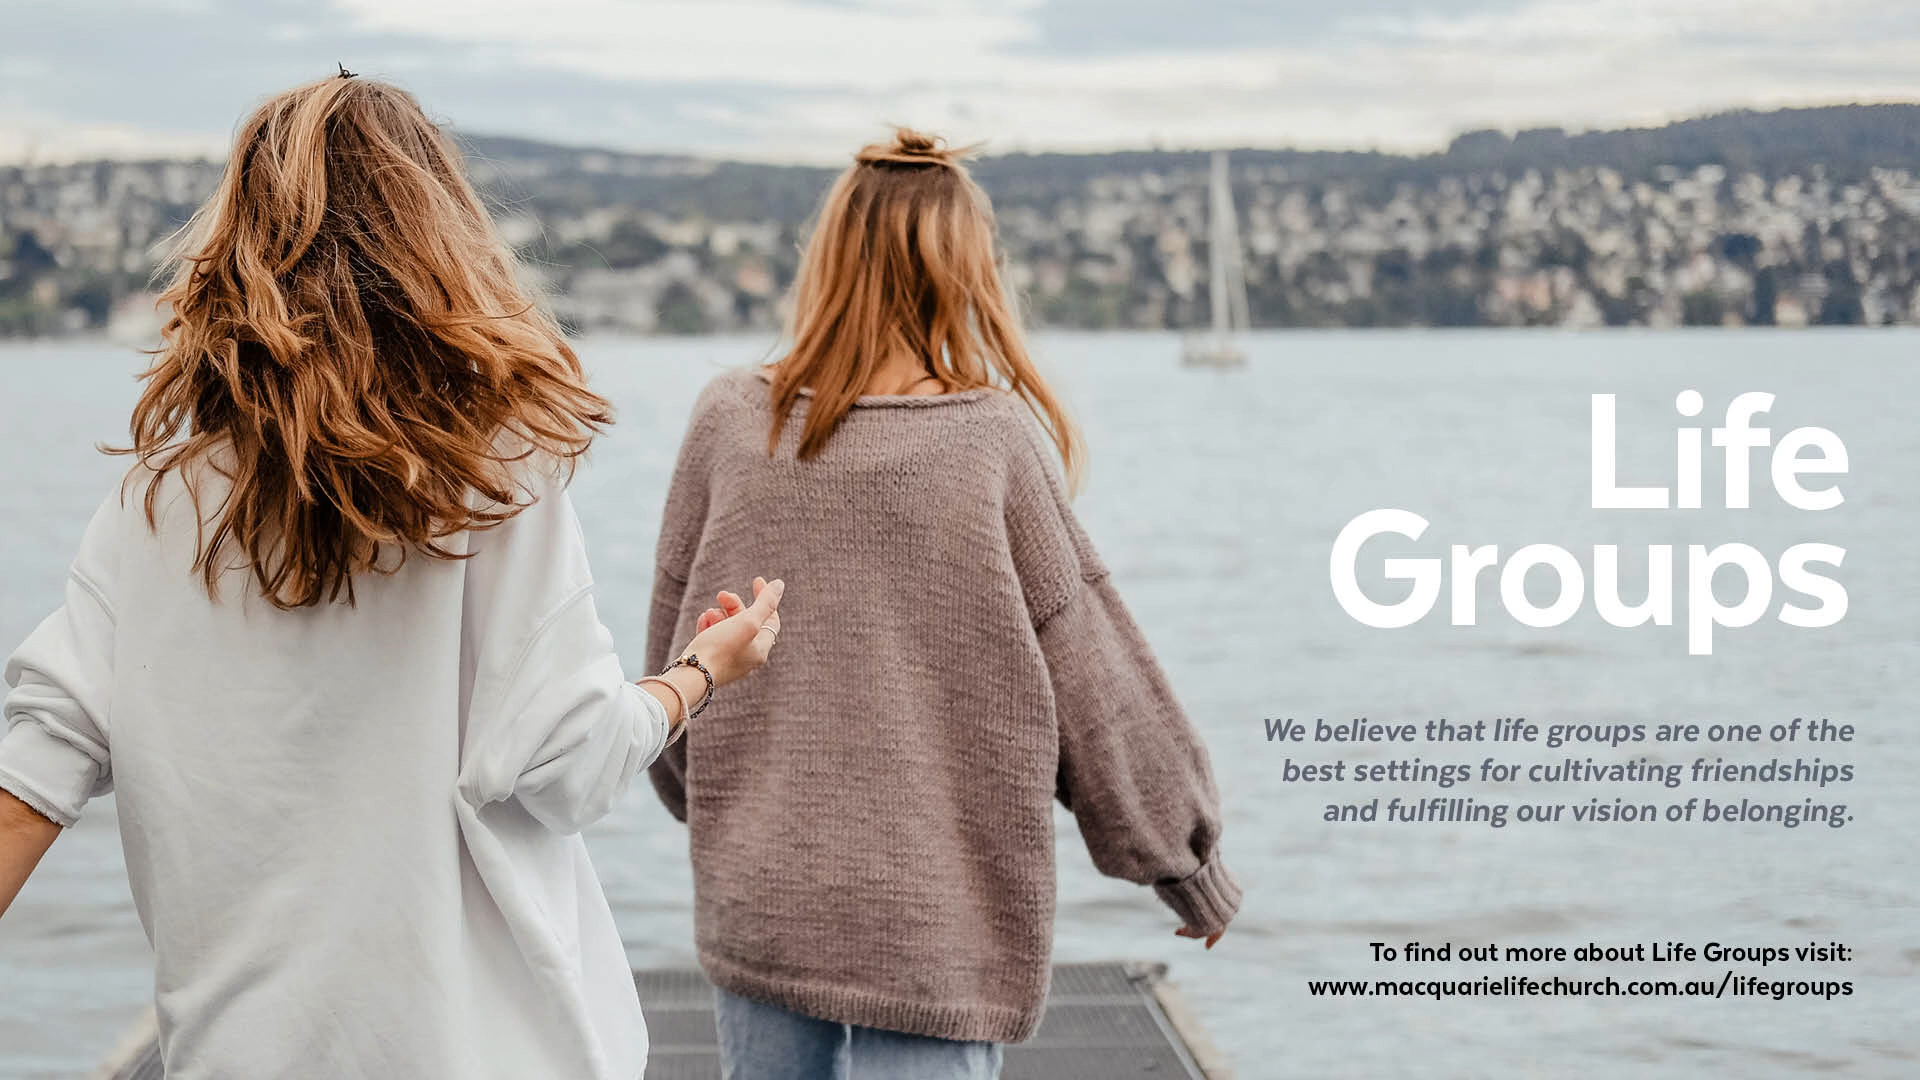 Life
Groups
We believe that life groups are one of the
best settings for cultivating friendships
and fulfilling our vision of belonging.
To find out more about Life Groups visit:
www.macquarielifechurch.com.au/lifegroups